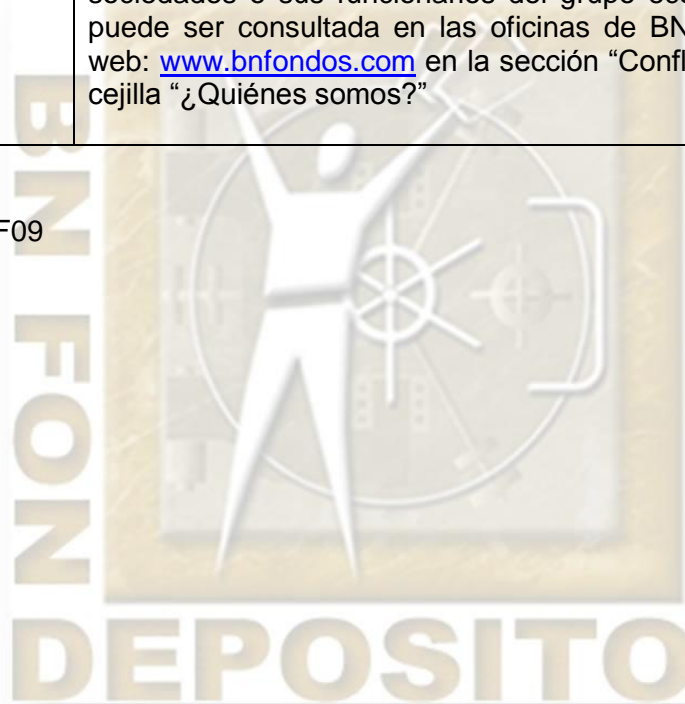 puede ser consultada en las oficinas de BN
web: www.bnfondos.com en la sección “Confl
cejilla “¿Quiénes somos?”
F09
BN FON
DEPOSITO